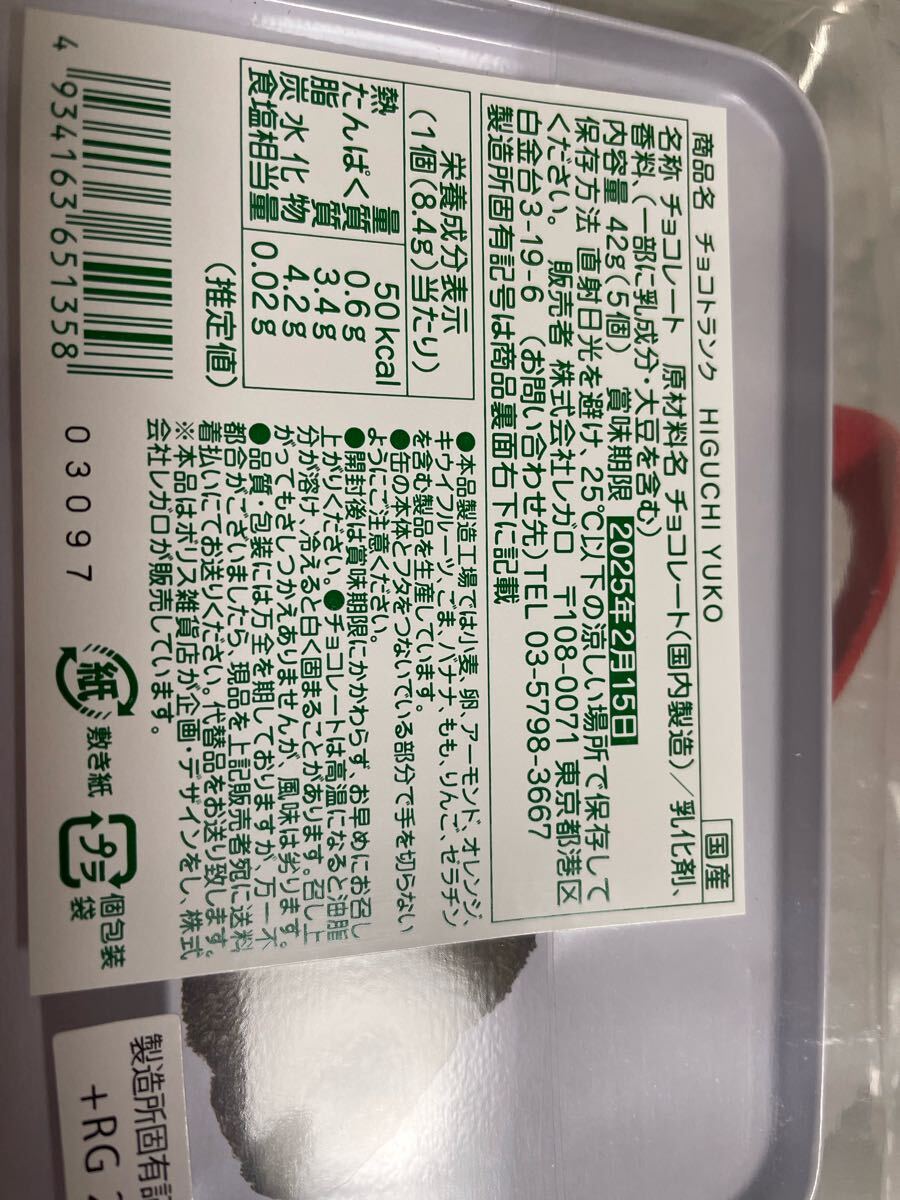 商品名 チョコトランク HIGUCHI YUKO
国産
名称 チョコレート 原材料名 チョコレート(国内製造)/乳化剤、
香料、(一部に乳成分・大豆を含む)
内容量 42g(5個) 賞味期限 2025年2月15日
保存方法 直射日光を避け、25℃以下の涼しい場所で保存して
ください。 販売者 株式会社レガロ 〒108-0071 東京都港区
白金台3-19-6 (お問い合わせ先)TEL 03-5798-3667
製造所固有記号は商品裏面右下に記載
栄養成分表示
(1個(8.4g)当たり)
熱量 50kcal
たんぱく質 0.6g
脂質 3.4g
炭水化物 4.2g
食塩相当量 0.02g
(推定値)
●本品製造工場では小麦、卵、アーモンド、オレンジ、
キウイフルーツ、ごま、バナナ、もも、りんご、ゼラチン
を含む製品を生産しています。
●缶の本体とフタをつないでいる部分で手を切らない
ようにご注意ください。
●開封後は賞味期限にかかわらず、お早めにお召し
上がりください。●チョコレートは高温になると油脂
分が溶け、冷えると白く固まることがあります。召し上
がってもさしつかえありませんが、風味は劣ります。
●品質・包装には万全を期しておりますが、万一不
都合がございましたら、現品を上記販売者宛に送料
着払いにてお送りください。代替品をお送り致します。
※本品はボリス雑貨店が企画・デザインをし、株式
会社レガロが販売しています。
4 934163 651358
03097
紙 敷き紙
プラ 個包装
袋
製造所固有記
+RG